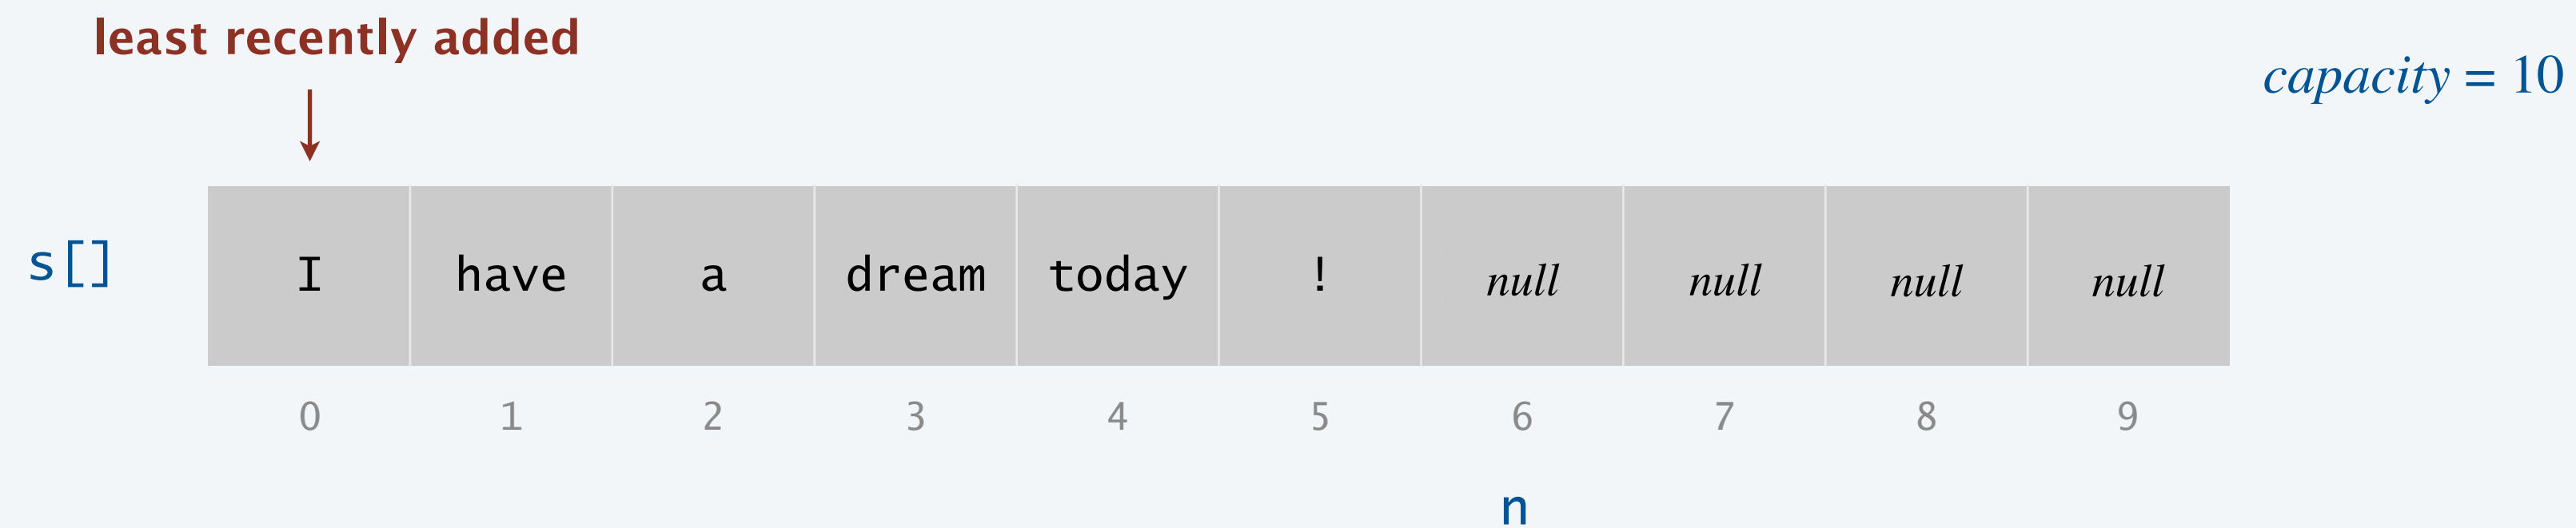 least recently added
capacity = 10
s[] I have a dream today ! null null null null
0 1 2 3 4 5 6 7 8 9
n